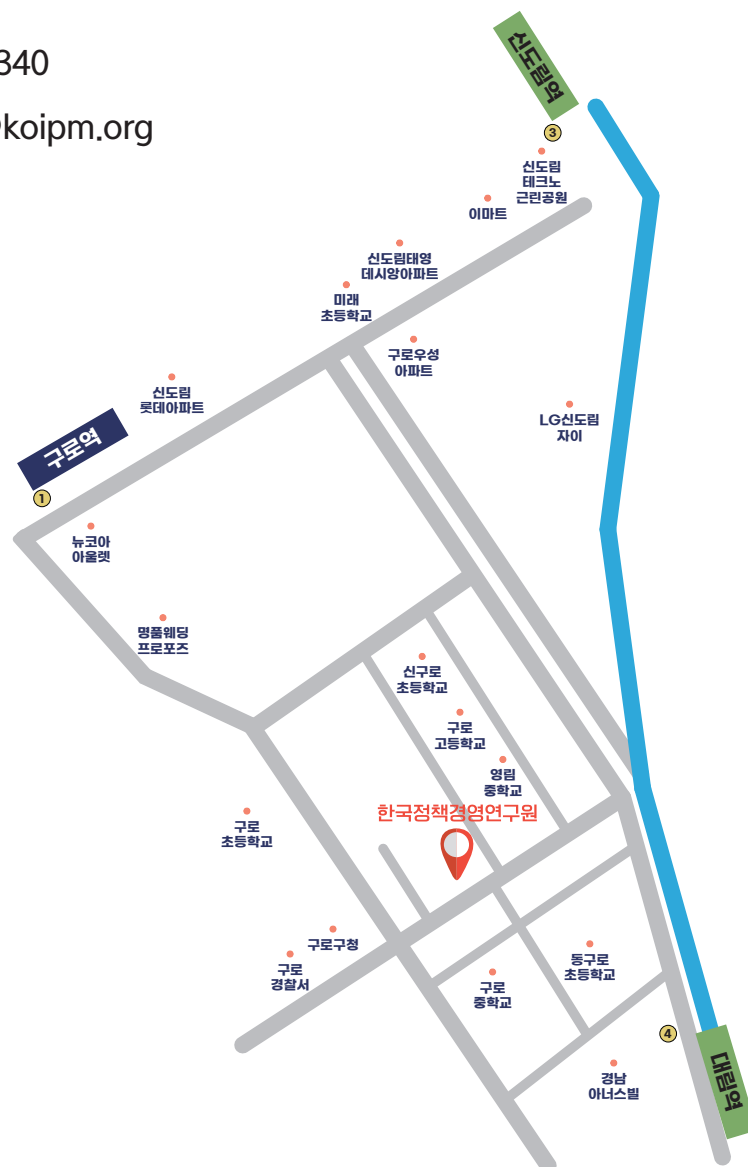 340
@koipm.org
신도림역
3
신도림
테크노
근린공원
이마트
신도림태영
데시앙아파트
미래
초등학교
구로우성
아파트
신도림
롯데아파트
LG신도림
자이
구로역
1
뉴코아
아울렛
명품웨딩
프로포즈
신구로
초등학교
구로
고등학교
영림
중학교
한국정책경영연구원
구로
초등학교
구로구청
구로
경찰서
동구로
초등학교
구로
중학교
4
경남
아너스빌
대림역